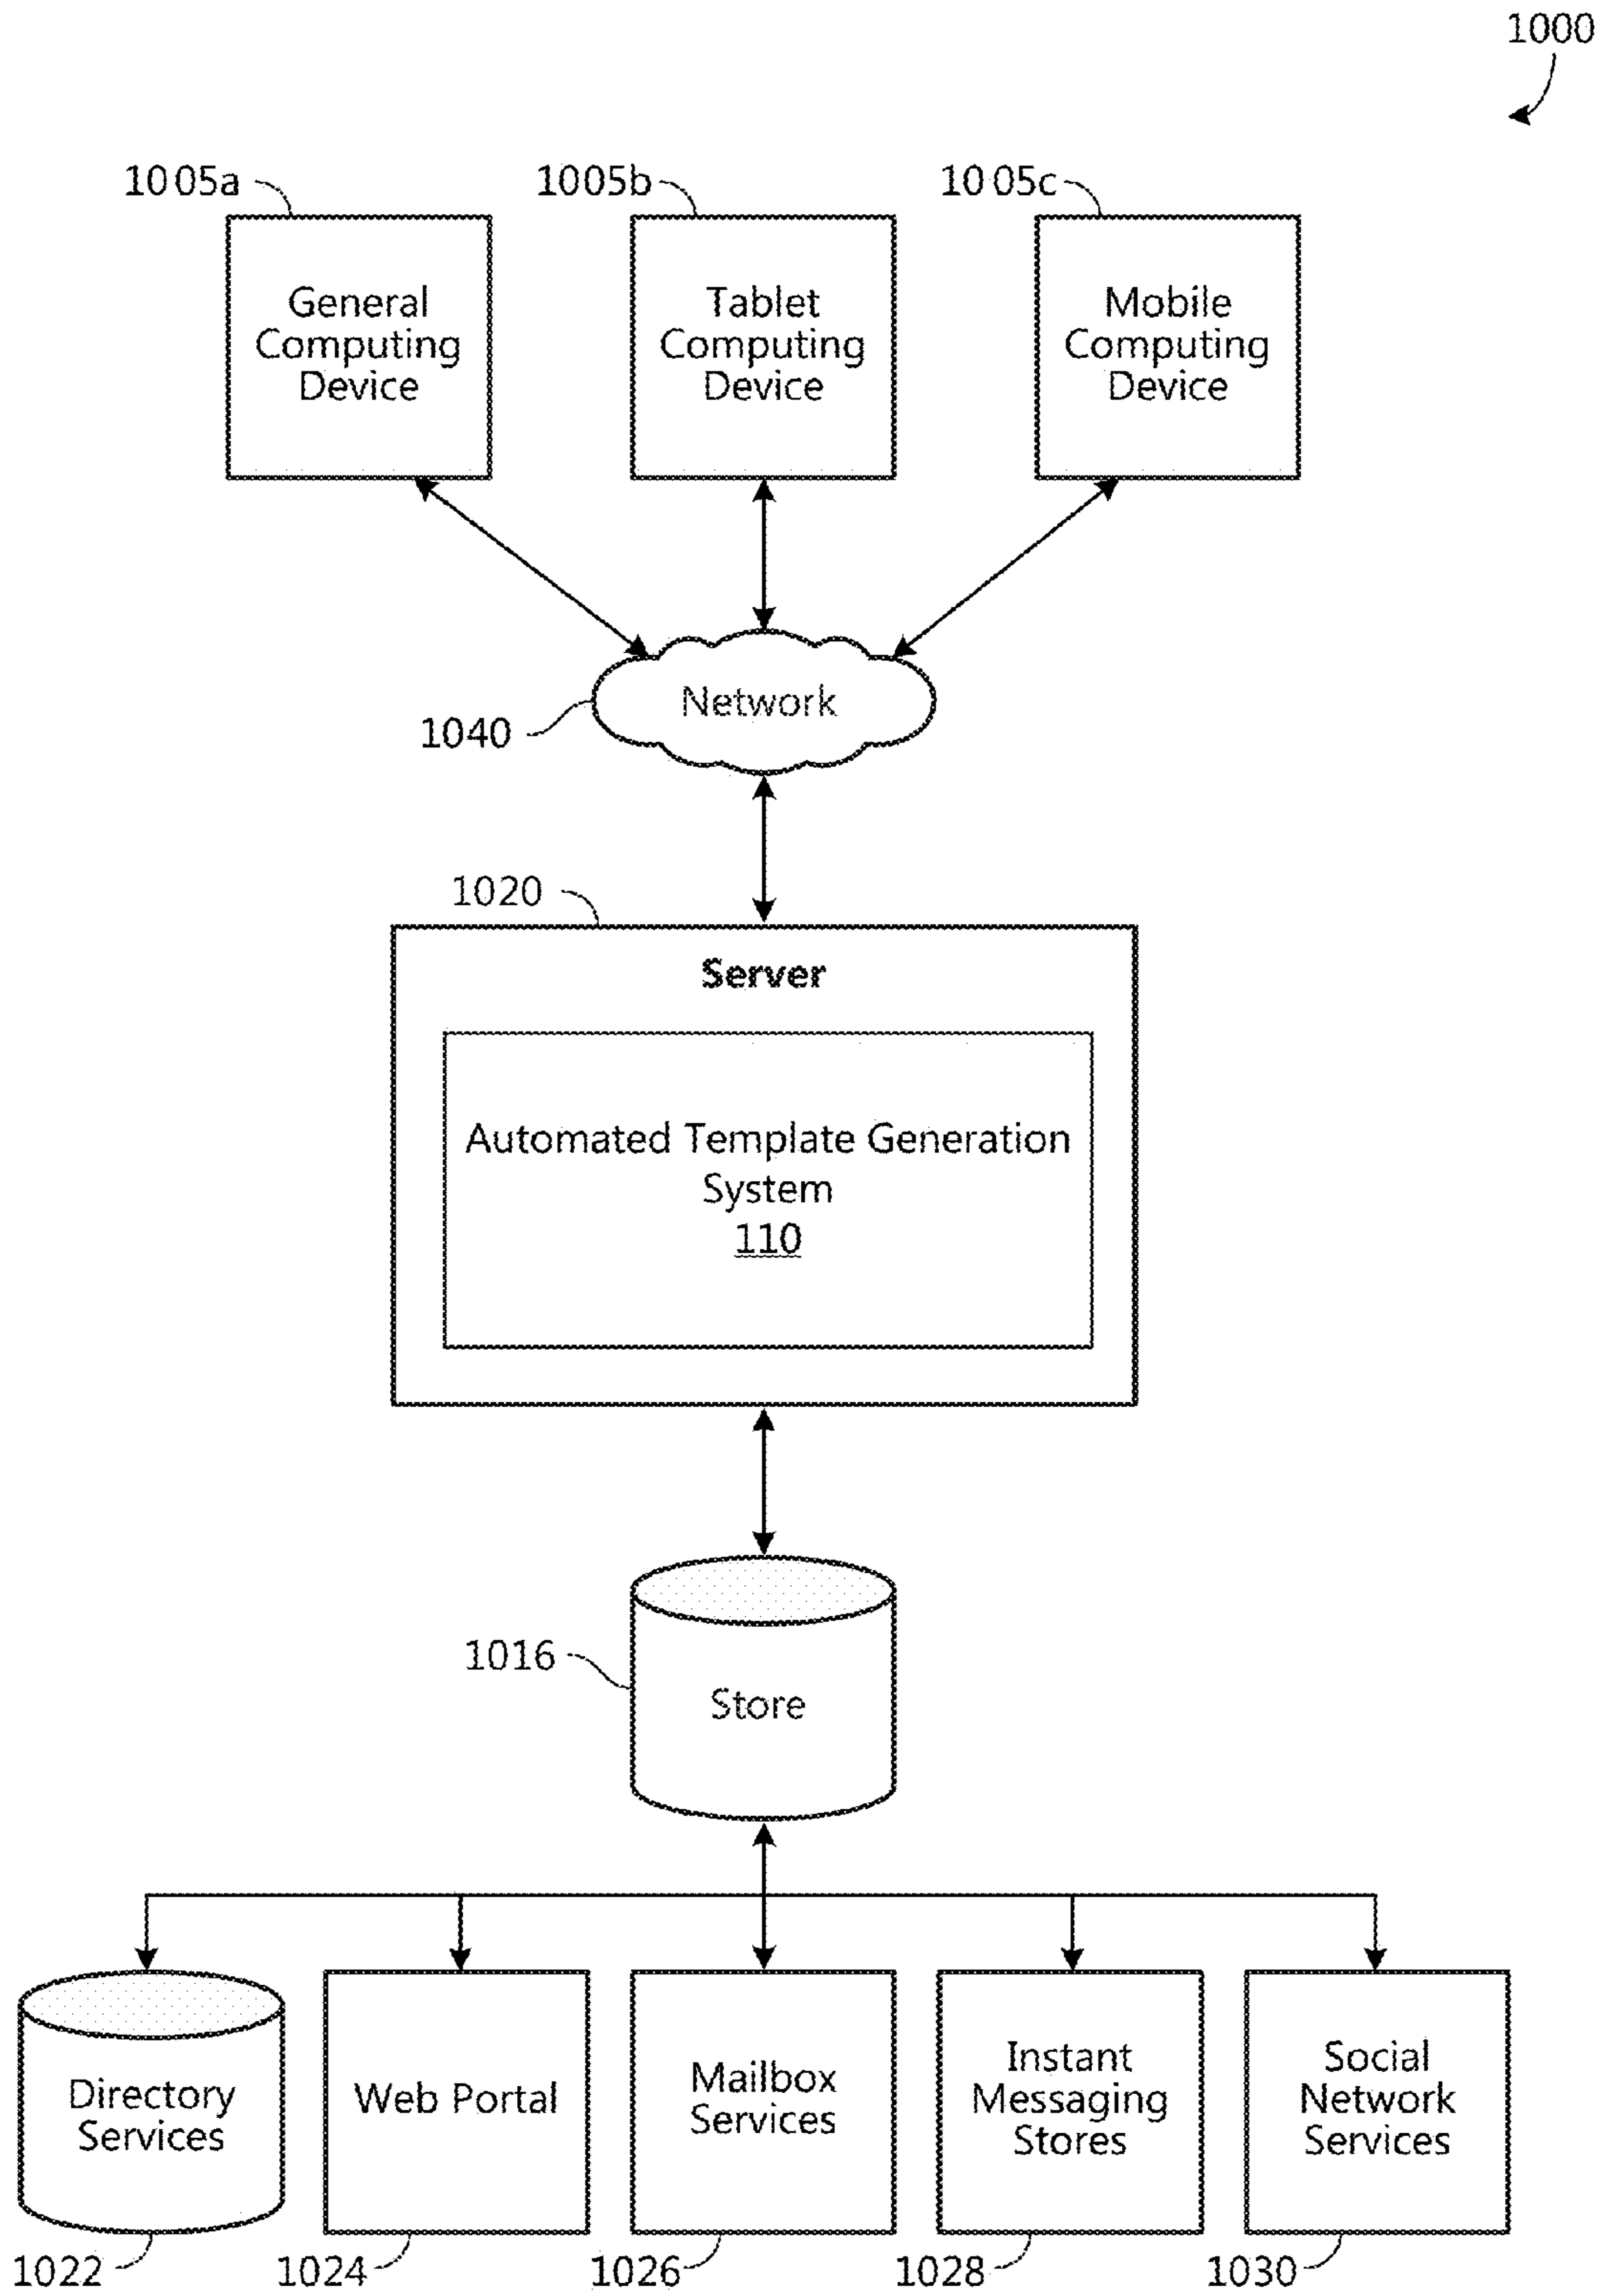 1000
1005a
1005b
1005c
General
Computing
Device
Tablet
Computing
Device
Mobile
Computing
Device
Network
1040
1020
Server
Automated Template Generation
System
110
1016
Store
Directory
Services
Web Portal
Mailbox
Services
Instant
Messaging
Stores
Social
Network
Services
1022
1024
1026
1028
1030